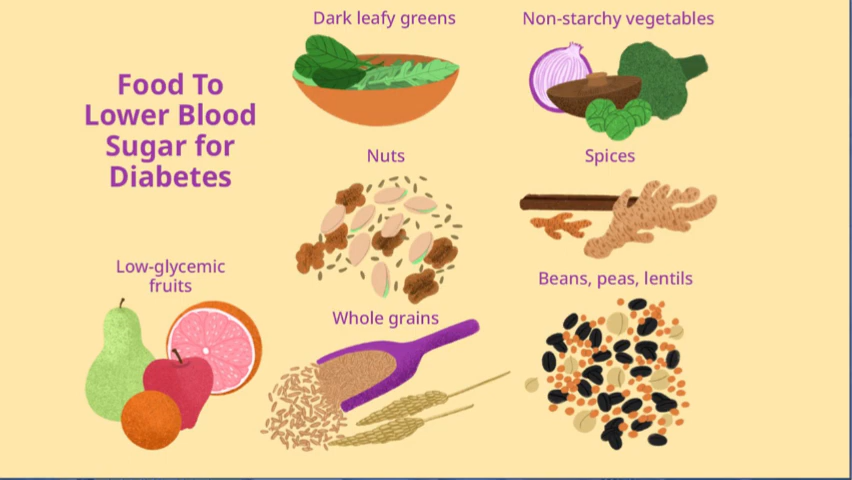 Food To
Lower Blood
Sugar for
Diabetes
Dark leafy greens
Non-starchy vegetables
Nuts
Spices
Low-glycemic
fruits
Whole grains
Beans, peas, lentils